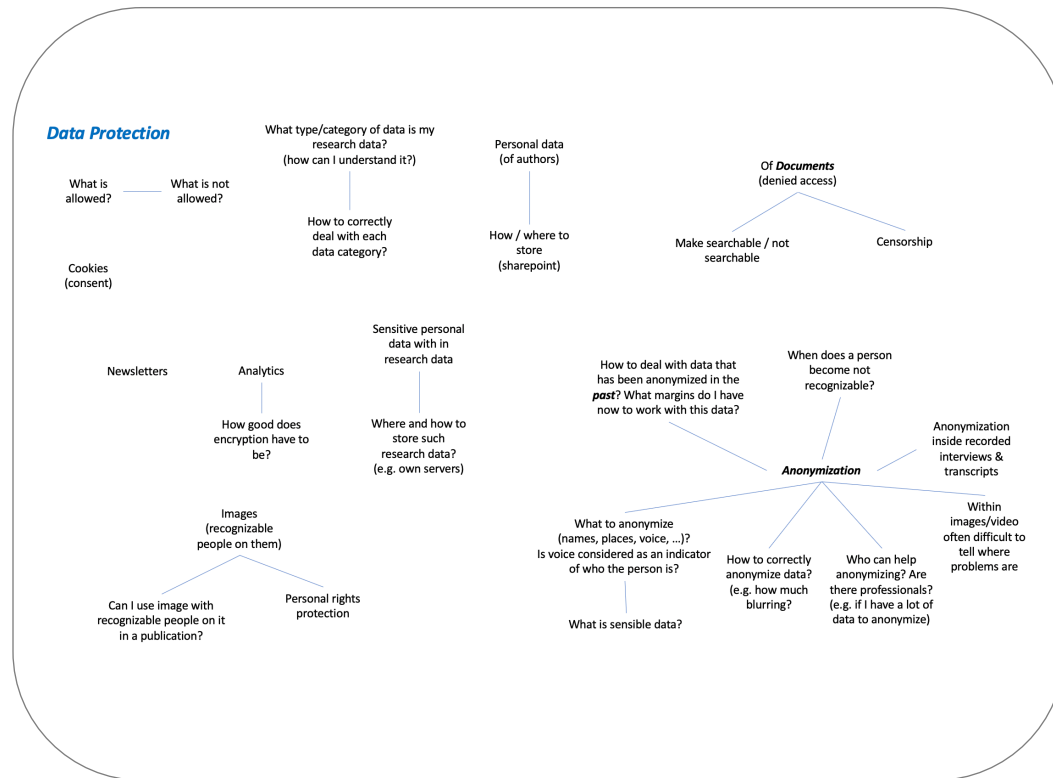 Data Protection
What is
allowed?
What is not
allowed?
Cookies
(consent)
What type/category of data is my
research data?
(how can I understand it?)
How to correctly
deal with each
data category?
Personal data
(of authors)
How / where to
store
(sharepoint)
Of Documents
(denied access)
Make searchable / not
searchable
Censorship
Newsletters
Analytics
How good does
encryption have to
be?
Sensitive personal
data with in
research data
Where and how to
store such
research data?
(e.g. own servers)
Images
(recognizable
people on them)
Can I use image with
recognizable people on it
in a publication?
Personal rights
protection
How to deal with data that
has been anonymized in the
past? What margins do I have
now to work with this data?
When does a person
become not
recognizable?
Anonymization
inside recorded
interviews &
transcripts
Anonymization
What to anonymize
(names, places, voice, ...)?
Is voice considered as an indicator
of who the person is?
What is sensible data?
How to correctly
anonymize data?
(e.g. how much
blurring?
Who can help
anonymizing? Are
there professionals?
(e.g. if I have a lot of
data to anonymize)
Within
images/video
often difficult to
tell where
problems are